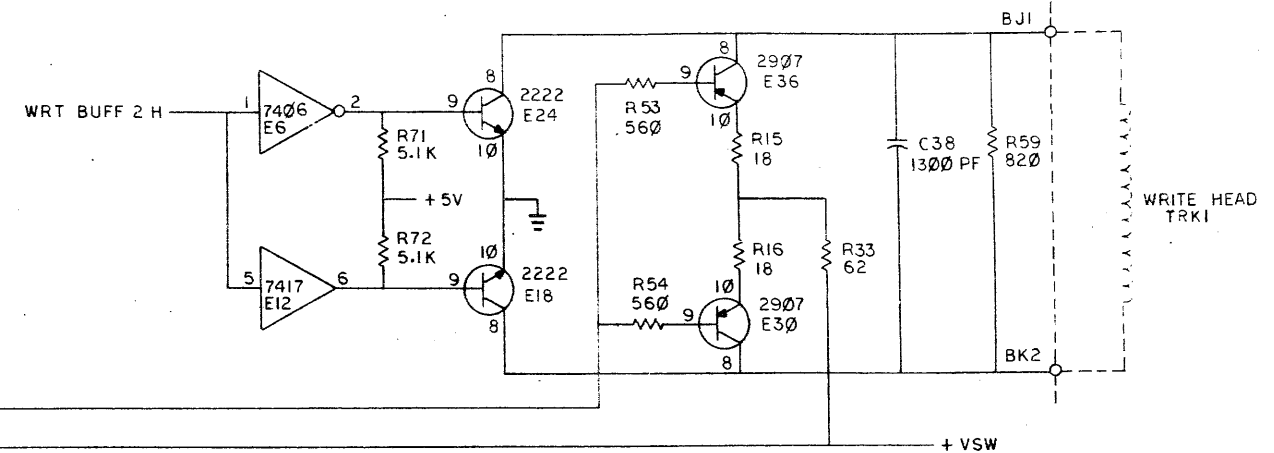 BJ1
8
2907
E36
8
9
2222
E24
WRT BUFF 2 H
1
7406
E6
2
9
R53
560
10
R71
5.1K
10
R15
18
C38
1300 PF
R59
820
+5V
WRITE HEAD
TRK1
R72
5.1K
10
R16
18
R33
62
5
7417
E12
6
9
2222
E18
R54
560
10
2907
E30
9
8
8
BK2
+ VSW